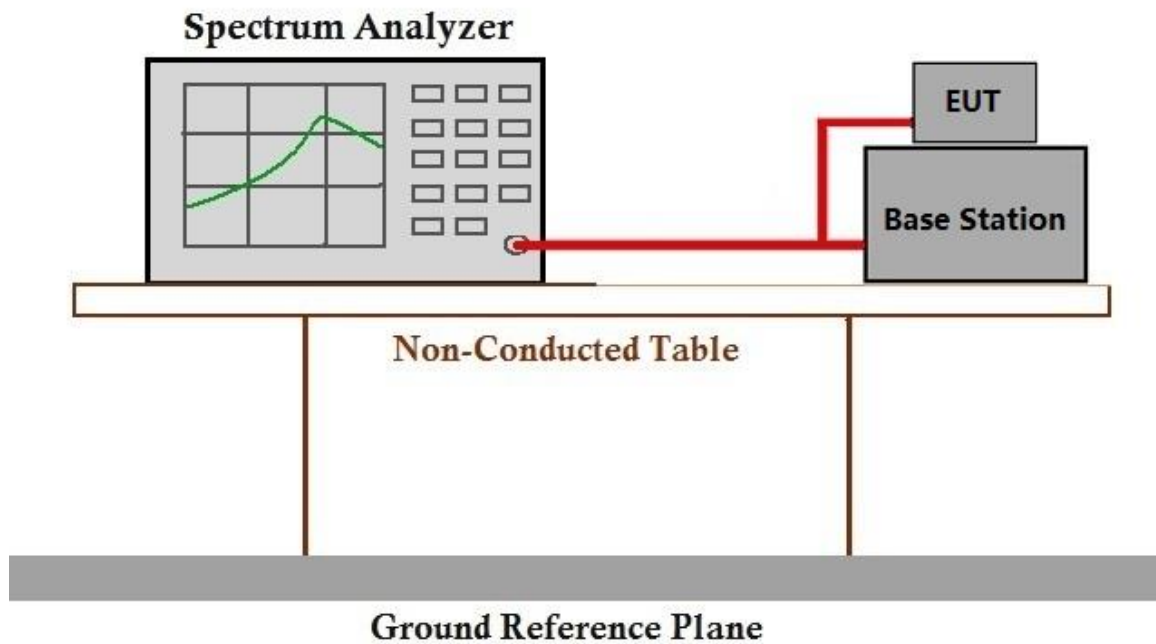 Spectrum Analyzer
EUT
Base Station
Non-Conducted Table
Ground Reference Plane